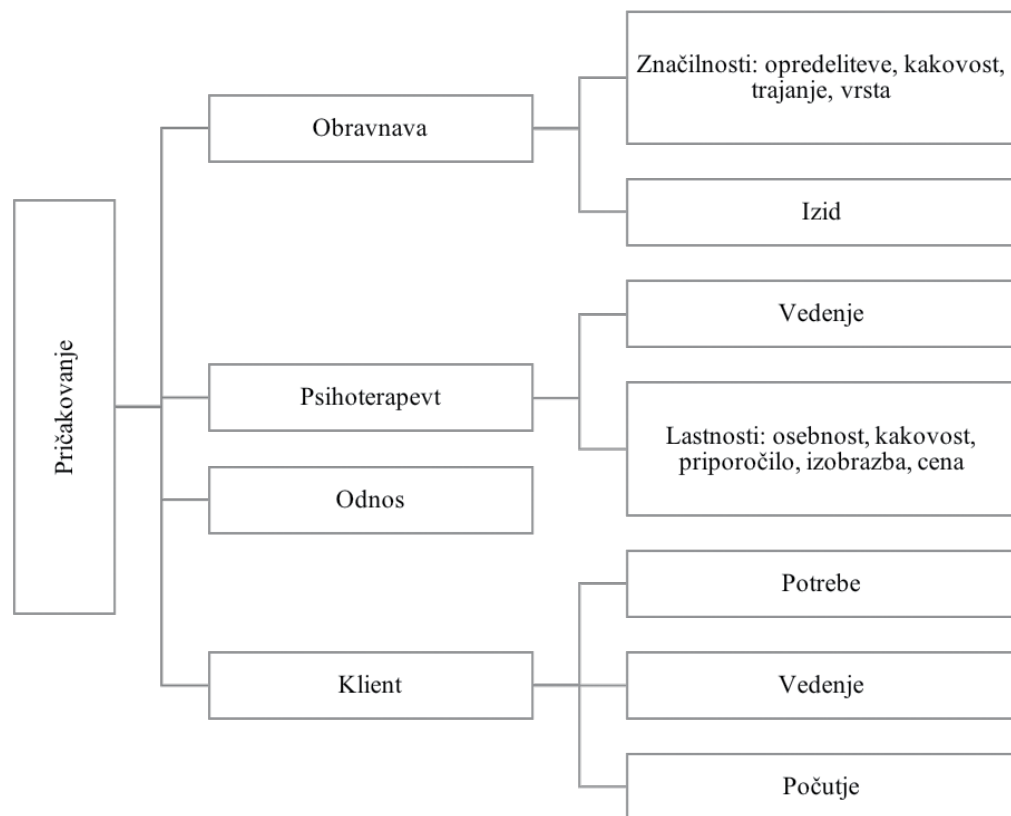 Pričakovanje
Obravnava
Značilnosti: opredeliteve, kakovost,
trajanje, vrsta
Izid
Psihoterapevt
Vedenje
Lastnosti: osebnost, kakovost,
priporočilo, izobrazba, cena
Odnos
Klient
Potrebe
Vedenje
Počutje